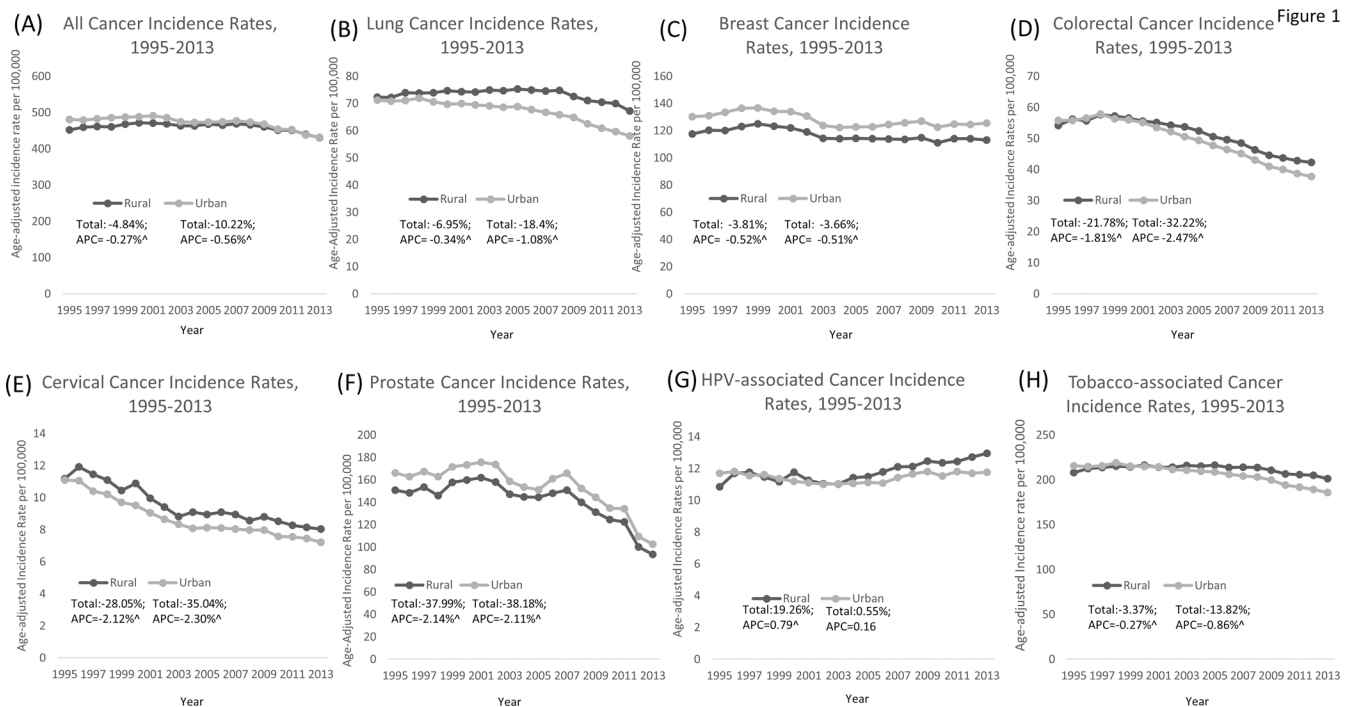 Figure 1
(A) All Cancer Incidence Rates,
1995-2013
Age-adjusted incidence rate per 100,000
600
500
400
300
200
100
0
Rural Urban
Total: -4.84%; Total:-10.22%;
APC= -0.27%^ APC= -0.56%^
1995 1997 1999 2001 2003 2005 2007 2009 2011 2013
Year
(B) Lung Cancer Incidence Rates,
1995-2013
Age-Adjusted Incidence Rate per 100,000
80
70
60
50
40
30
20
10
0
Rural Urban
Total: -6.95%; Total: -18.4%;
APC= -0.34%^ APC= -1.08%^
1995 1997 1999 2001 2003 2005 2007 2009 2011 2013
Year
(C) Breast Cancer Incidence
Rates, 1995-2013
Age-adjusted Incidence Rate per 100,000
160
140
120
100
80
60
40
20
0
Rural Urban
Total: -3.81%; Total: -3.66%;
APC= -0.52%^ APC= -0.51%^
1995 1997 1999 2001 2003 2005 2007 2009 2011 2013
Year
(D) Colorectal Cancer Incidence
Rates, 1995-2013
Age-adjusted Incidence Rates per 100,000
70
60
50
40
30
20
10
0
Rural Urban
Total: -21.78% Total:-32.22%;
APC= -1.81%^ APC= -2.47%^
1995 1997 1999 2001 2003 2005 2007 2009 2011 2013
Year
(E) Cervical Cancer Incidence Rates,
1995-2013
Age-adjusted Incidence Rate per 100,000
14
12
10
8
6
4
2
0
Rural Urban
Total:-28.05%; Total:-35.04%;
APC=-2.12%^ APC=-2.30%^
1995 1997 1999 2001 2003 2005 2007 2009 2011 2013
Year
(F) Prostate Cancer Incidence Rates,
1995-2013
Age-Adjusted Incidence Rate per 100,000
200
180
160
140
120
100
80
60
40
20
0
Rural Urban
Total:-37.99% Total: -38.18%;
APC= -2.14%^ APC= -2.11%^
1995 1997 1999 2001 2003 2005 2007 2009 2011 2013
Year
(G) HPV-associated Cancer Incidence
Rates, 1995-2013
Age-adjusted Incidence Rate per 100,000
14
12
10
8
6
4
2
0
Rural Urban
Total:19.26%; Total:0.55%;
APC=0.79^ APC=0.16
1995 1997 1999 2001 2003 2005 2007 2009 2011 2013
Year
(H) Tobacco-associated Cancer
Incidence Rates, 1995-2013
Age-adjusted Incidence Rate per 100,000
250
200
150
100
50
0
Rural Urban
Total:-3.37%; Total:-13.82%;
APC=-0.27%^ APC=-0.86%^
1995 1997 1999 2001 2003 2005 2007 2009 2011 2013
Year